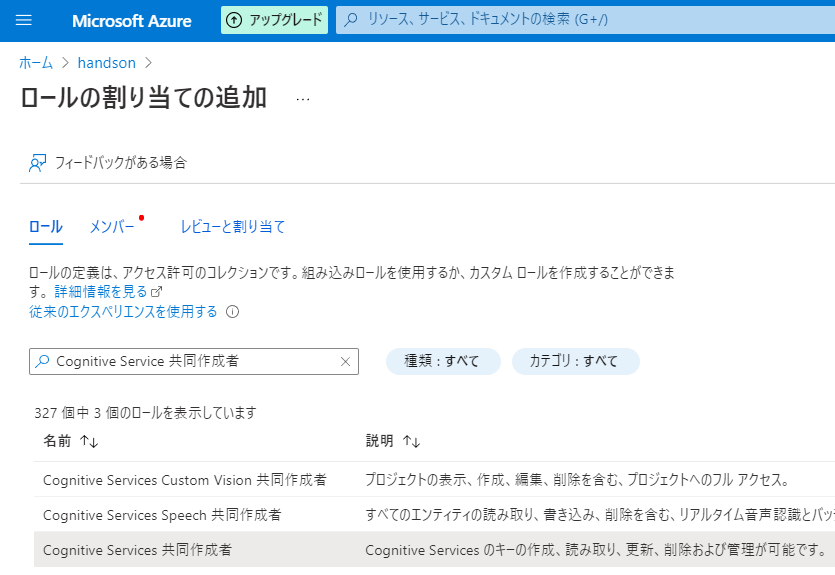 Microsoft Azure
アップグレード
リソース、サービス、ドキュメントの検索 (G+/)
ホーム > handson >
ロールの割り当ての追加 ...
フィードバックがある場合
ロール メンバー レビューと割り当て
ロールの定義は、アクセス許可のコレクションです。組み込みロールを使用するか、カスタム ロールを作成することができま
す。 詳細情報を見る
従来のエクスペリエンスを使用する
Cognitive Service 共同作成者
種類 : すべて
カテゴリ : すべて
327 個中 3 個のロールを表示しています
名前 ↑↓ 説明 ↑↓
Cognitive Services Custom Vision 共同作成者 プロジェクトの表示、作成、編集、削除を含む、プロジェクトへのフル アクセス。
Cognitive Services Speech 共同作成者 すべてのエンティティの読み取り、書き込み、削除を含む、リアルタイム音声認識とバッ
Cognitive Services 共同作成者 Cognitive Services のキーの作成、読み取り、更新、削除および管理が可能です。